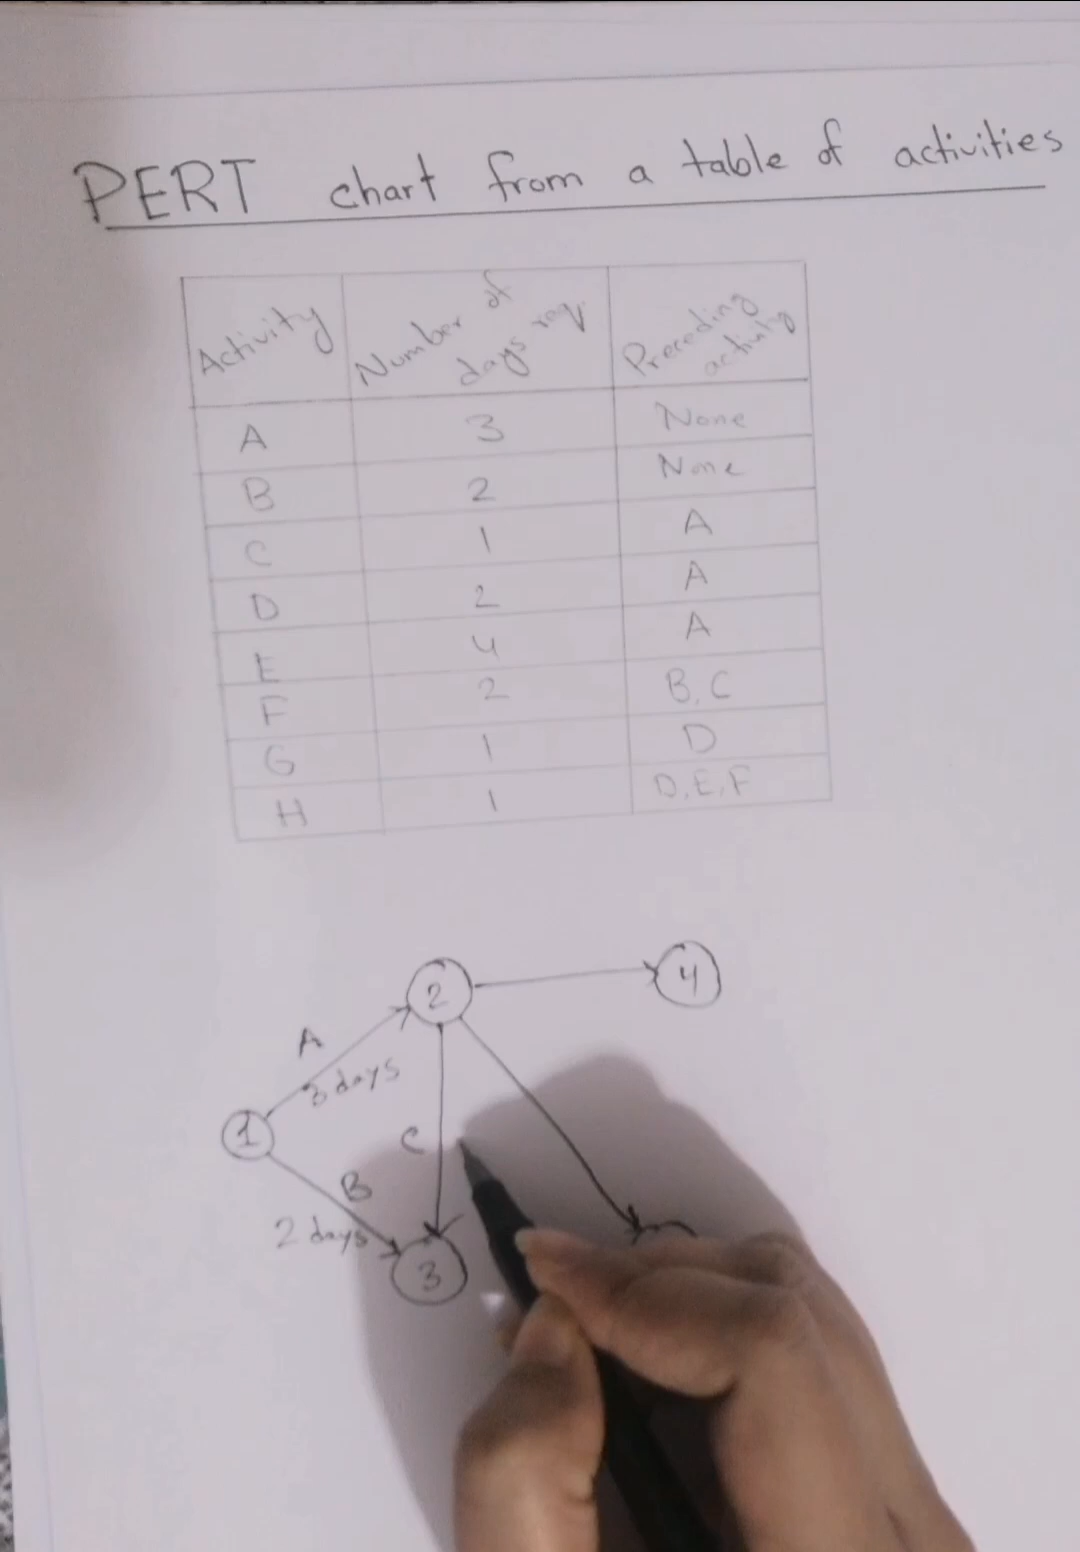 PERT chart from a table of activities
Activity Number of days req Preceding activity
A 3 None
B 2 None
C 1 A
D 2 A
E 4 A
F 2 B, C
G 1 D
H 1 D, E, F
2 4
A
3 days
1
C
B
2 days
3